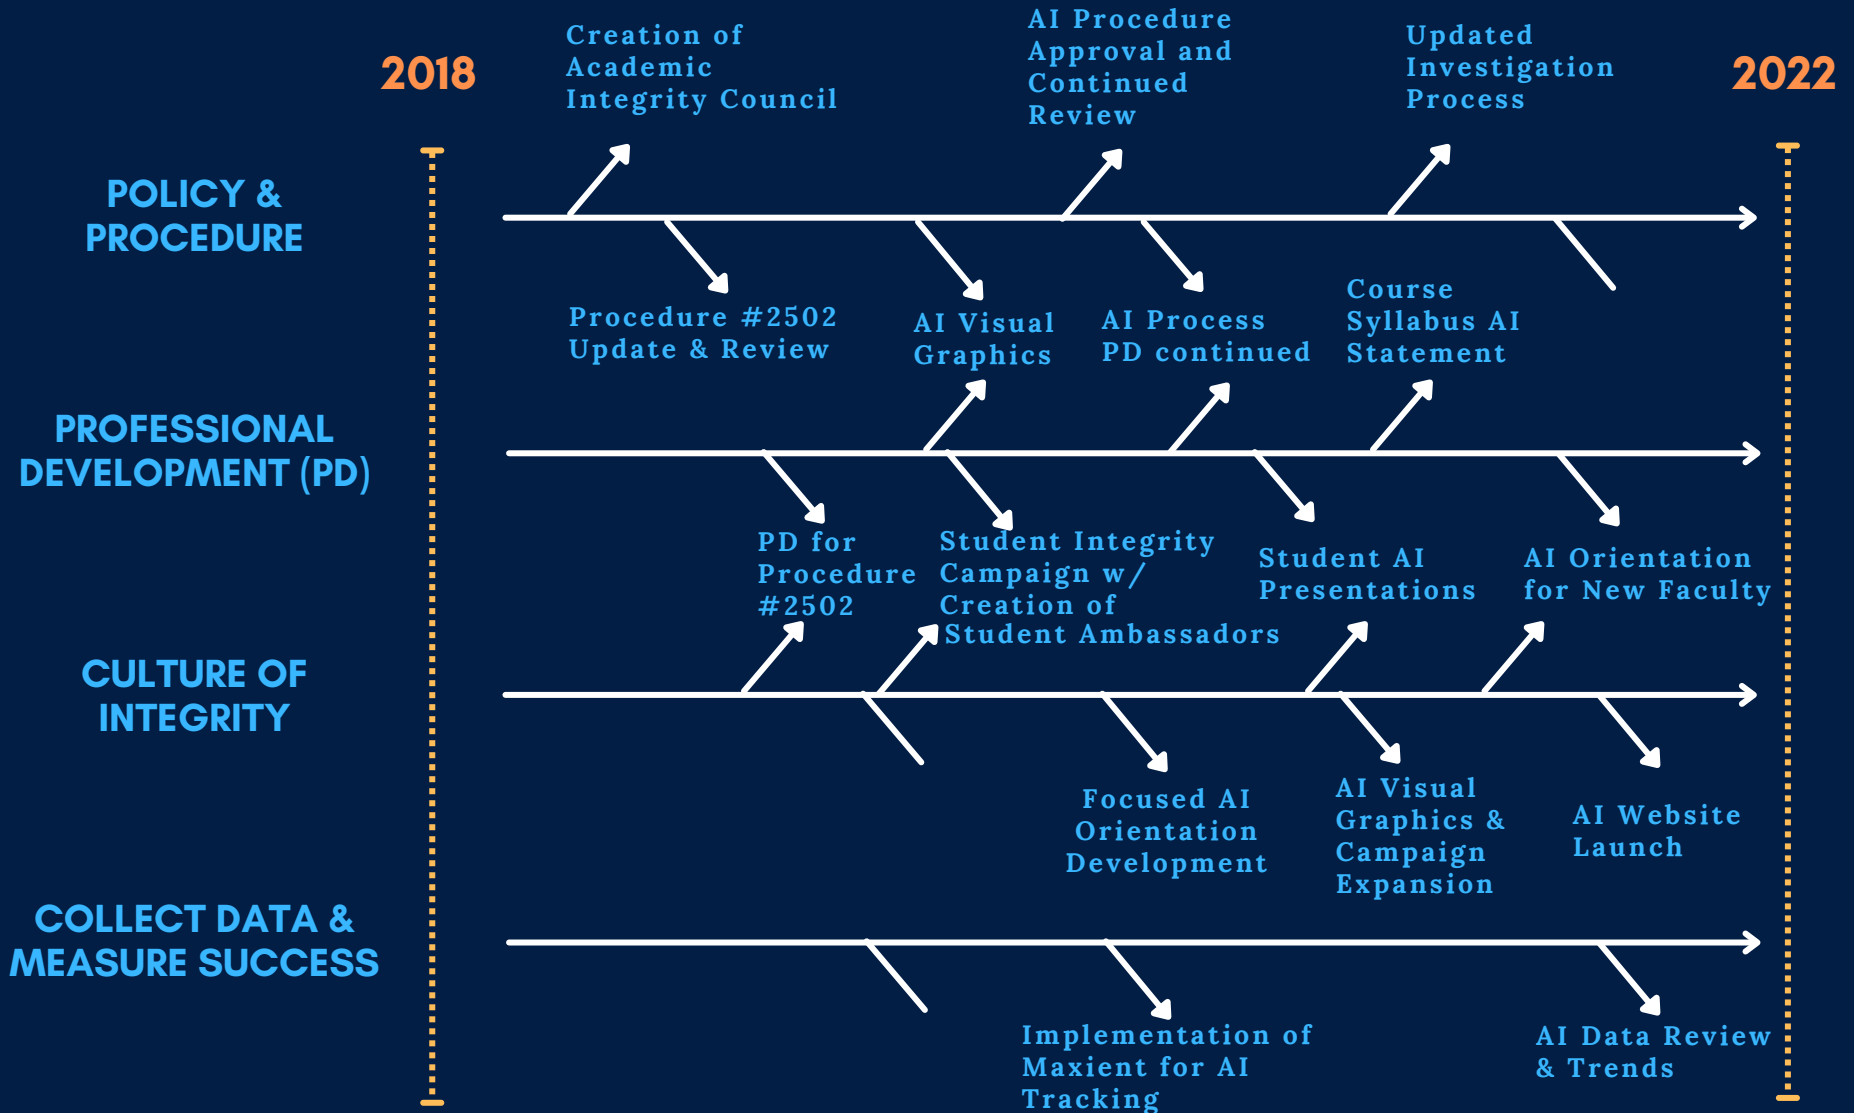 2018
Creation of
Academic
Integrity Council
AI Procedure
Approval and
Continued
Review
Updated
Investigation
Process
2022
POLICY &
PROCEDURE
Procedure #2502
Update & Review
AI Visual
Graphics
AI Process
PD continued
Course
Syllabus AI
Statement
PROFESSIONAL
DEVELOPMENT (PD)
PD for
Procedure
#2502
Student Integrity
Campaign w/
Creation of
Student Ambassadors
Student AI
Presentations
AI Orientation
for New Faculty
CULTURE OF
INTEGRITY
Focused AI
Orientation
Development
AI Visual
Graphics &
Campaign
Expansion
AI Website
Launch
COLLECT DATA &
MEASURE SUCCESS
Implementation of
Maxient for AI
Tracking
AI Data Review
& Trends